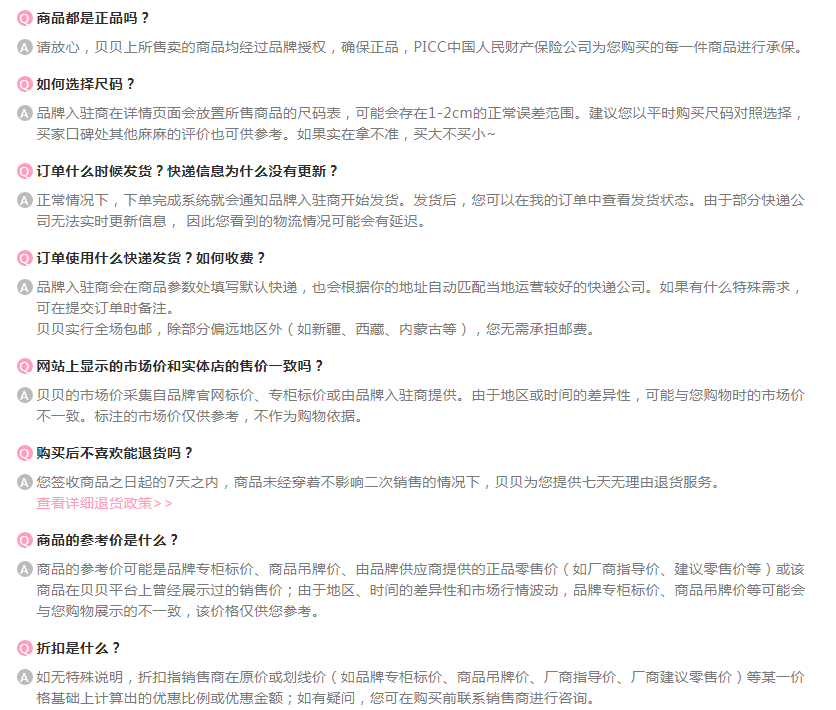 Q 商品都是正品吗？
A 请放心，贝贝上所售卖的商品均经过品牌授权，确保正品，PICC中国人民财产保险公司为您购买的每一件商品进行承保。
Q 如何选择尺码？
A 品牌入驻商在详情页面会放置所售商品的尺码表，可能会存在1-2cm的正常误差范围。建议您以平时购买尺码对照选择，
买家口碑处其他麻麻的评价也可供参考。如果实在拿不准，买大不买小~
Q 订单什么时候发货？快递信息为什么没有更新？
A 正常情况下，下单完成系统就会通知品牌入驻商开始发货。发货后，您可以在我的订单中查看发货状态。由于部分快递公
司无法实时更新信息， 因此您看到的物流情况可能会有延迟。
Q 订单使用什么快递发货？如何收费？
A 品牌入驻商会在商品参数处填写默认快递，也会根据你的地址自动匹配当地运营较好的快递公司。如果有什么特殊需求，
可在提交订单时备注。
贝贝实行全场包邮，除部分偏远地区外（如新疆、西藏、内蒙古等），您无需承担邮费。
Q 网站上显示的市场价和实体店的售价一致吗？
A 贝贝的市场价采集自品牌官网标价、专柜标价或由品牌入驻商提供。由于地区或时间的差异性，可能与您购物时的市场价
不一致。标注的市场价仅供参考，不作为购物依据。
Q 购买后不喜欢能退货吗？
A 您签收商品之日起的7天之内，商品未经穿着不影响二次销售的情况下，贝贝为您提供七天无理由退货服务。
查看详细退货政策>>
Q 商品的参考价是什么？
A 商品的参考价可能是品牌专柜标价、商品吊牌价、由品牌供应商提供的正品零售价（如厂商指导价、建议零售价等）或该
商品在贝贝平台上曾经展示过的销售价；由于地区、时间的差异性和市场行情波动，品牌专柜标价、商品吊牌价等可能会
与您购物展示的不一致，该价格仅供您参考。
Q 折扣是什么？
A 如无特殊说明，折扣指销售商在原价或划线价（如品牌专柜标价、商品吊牌价、厂商指导价、厂商建议零售价）等某一价
格基础上计算出的优惠比例或优惠金额；如有疑问，您可在购买前联系销售商进行咨询。